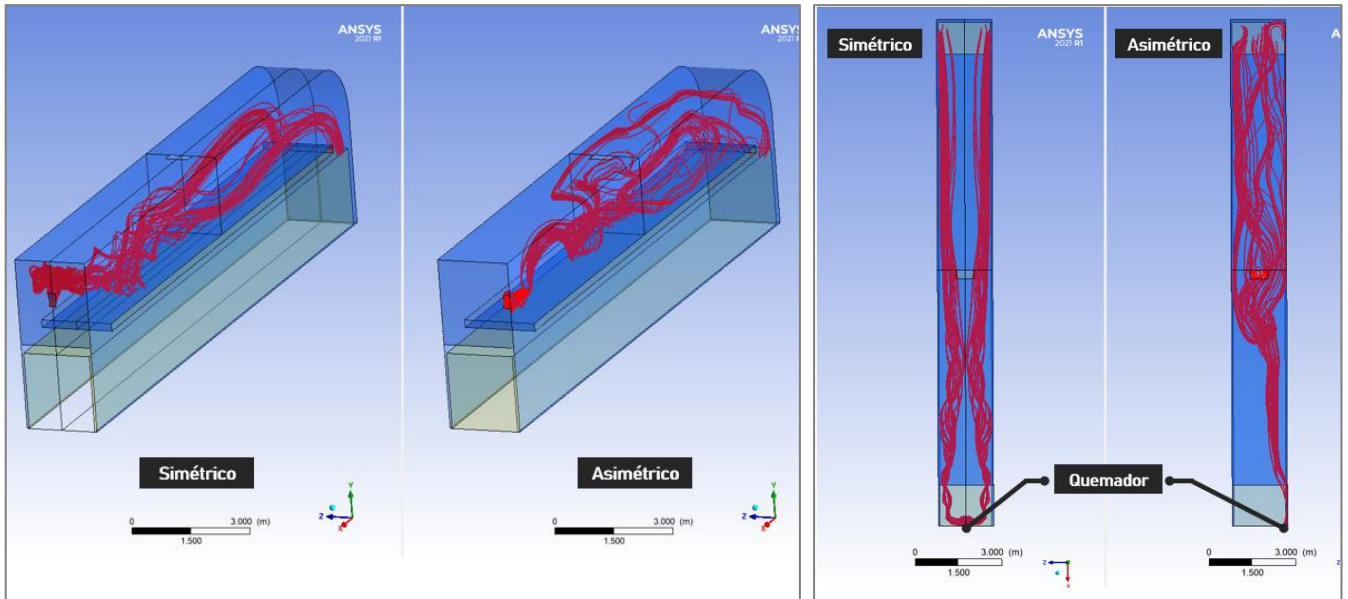 ANSYS
2021 R1
ANSYS
2021 R1
Simétrico
Asimétrico
Y
Z
X
Y
Z
X
0 3.000 (m)
1.500
0 3.000 (m)
1.500
Simétrico
ANSYS
2021 R1
Asimétrico
A
Quemador
0 3.000 (m)
1.500
0 3.000 (m)
1.500
z
x
z